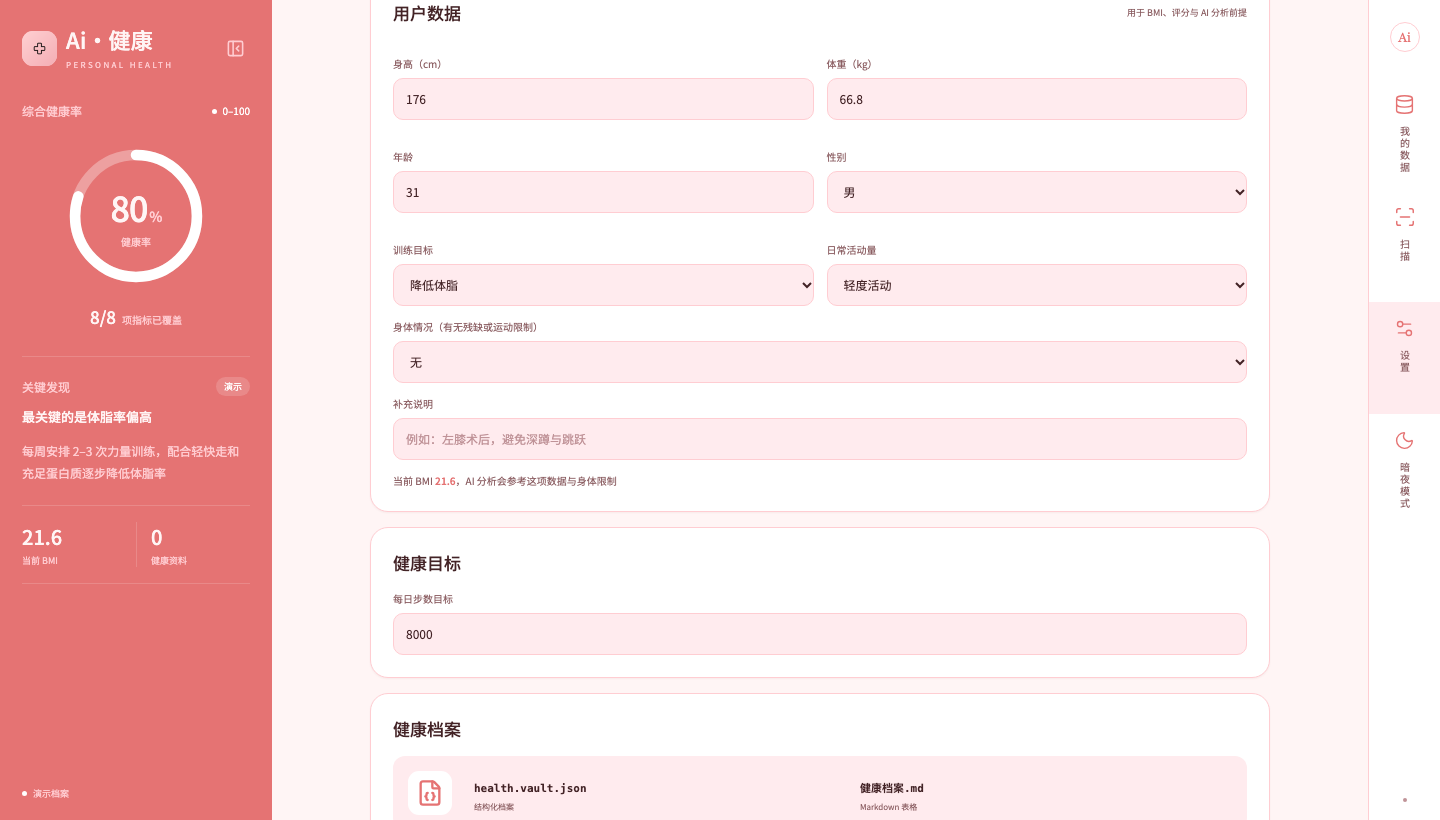 Ai · 健康
PERSONAL HEALTH
综合健康率
0–100
80%
健康率
8/8 项指标已覆盖
关键发现
演示
最关键的是体脂率偏高
每周安排 2–3 次力量训练，配合轻快走和
充足蛋白质逐步降低体脂率
21.6
当前 BMI
0
健康资料
演示档案
用户数据
用于 BMI、评分与 AI 分析前提
身高（cm）
176
体重（kg）
66.8
年龄
31
性别
男
训练目标
降低体脂
日常活动量
轻度活动
身体情况（有无残缺或运动限制）
无
补充说明
例如：左膝术后，避免深蹲与跳跃
当前 BMI 21.6，AI 分析会参考这项数据与身体限制
健康目标
每日步数目标
8000
健康档案
health.vault.json
结构化档案
健康档案.md
Markdown 表格
Ai
我的数据
扫描
设置
暗夜模式